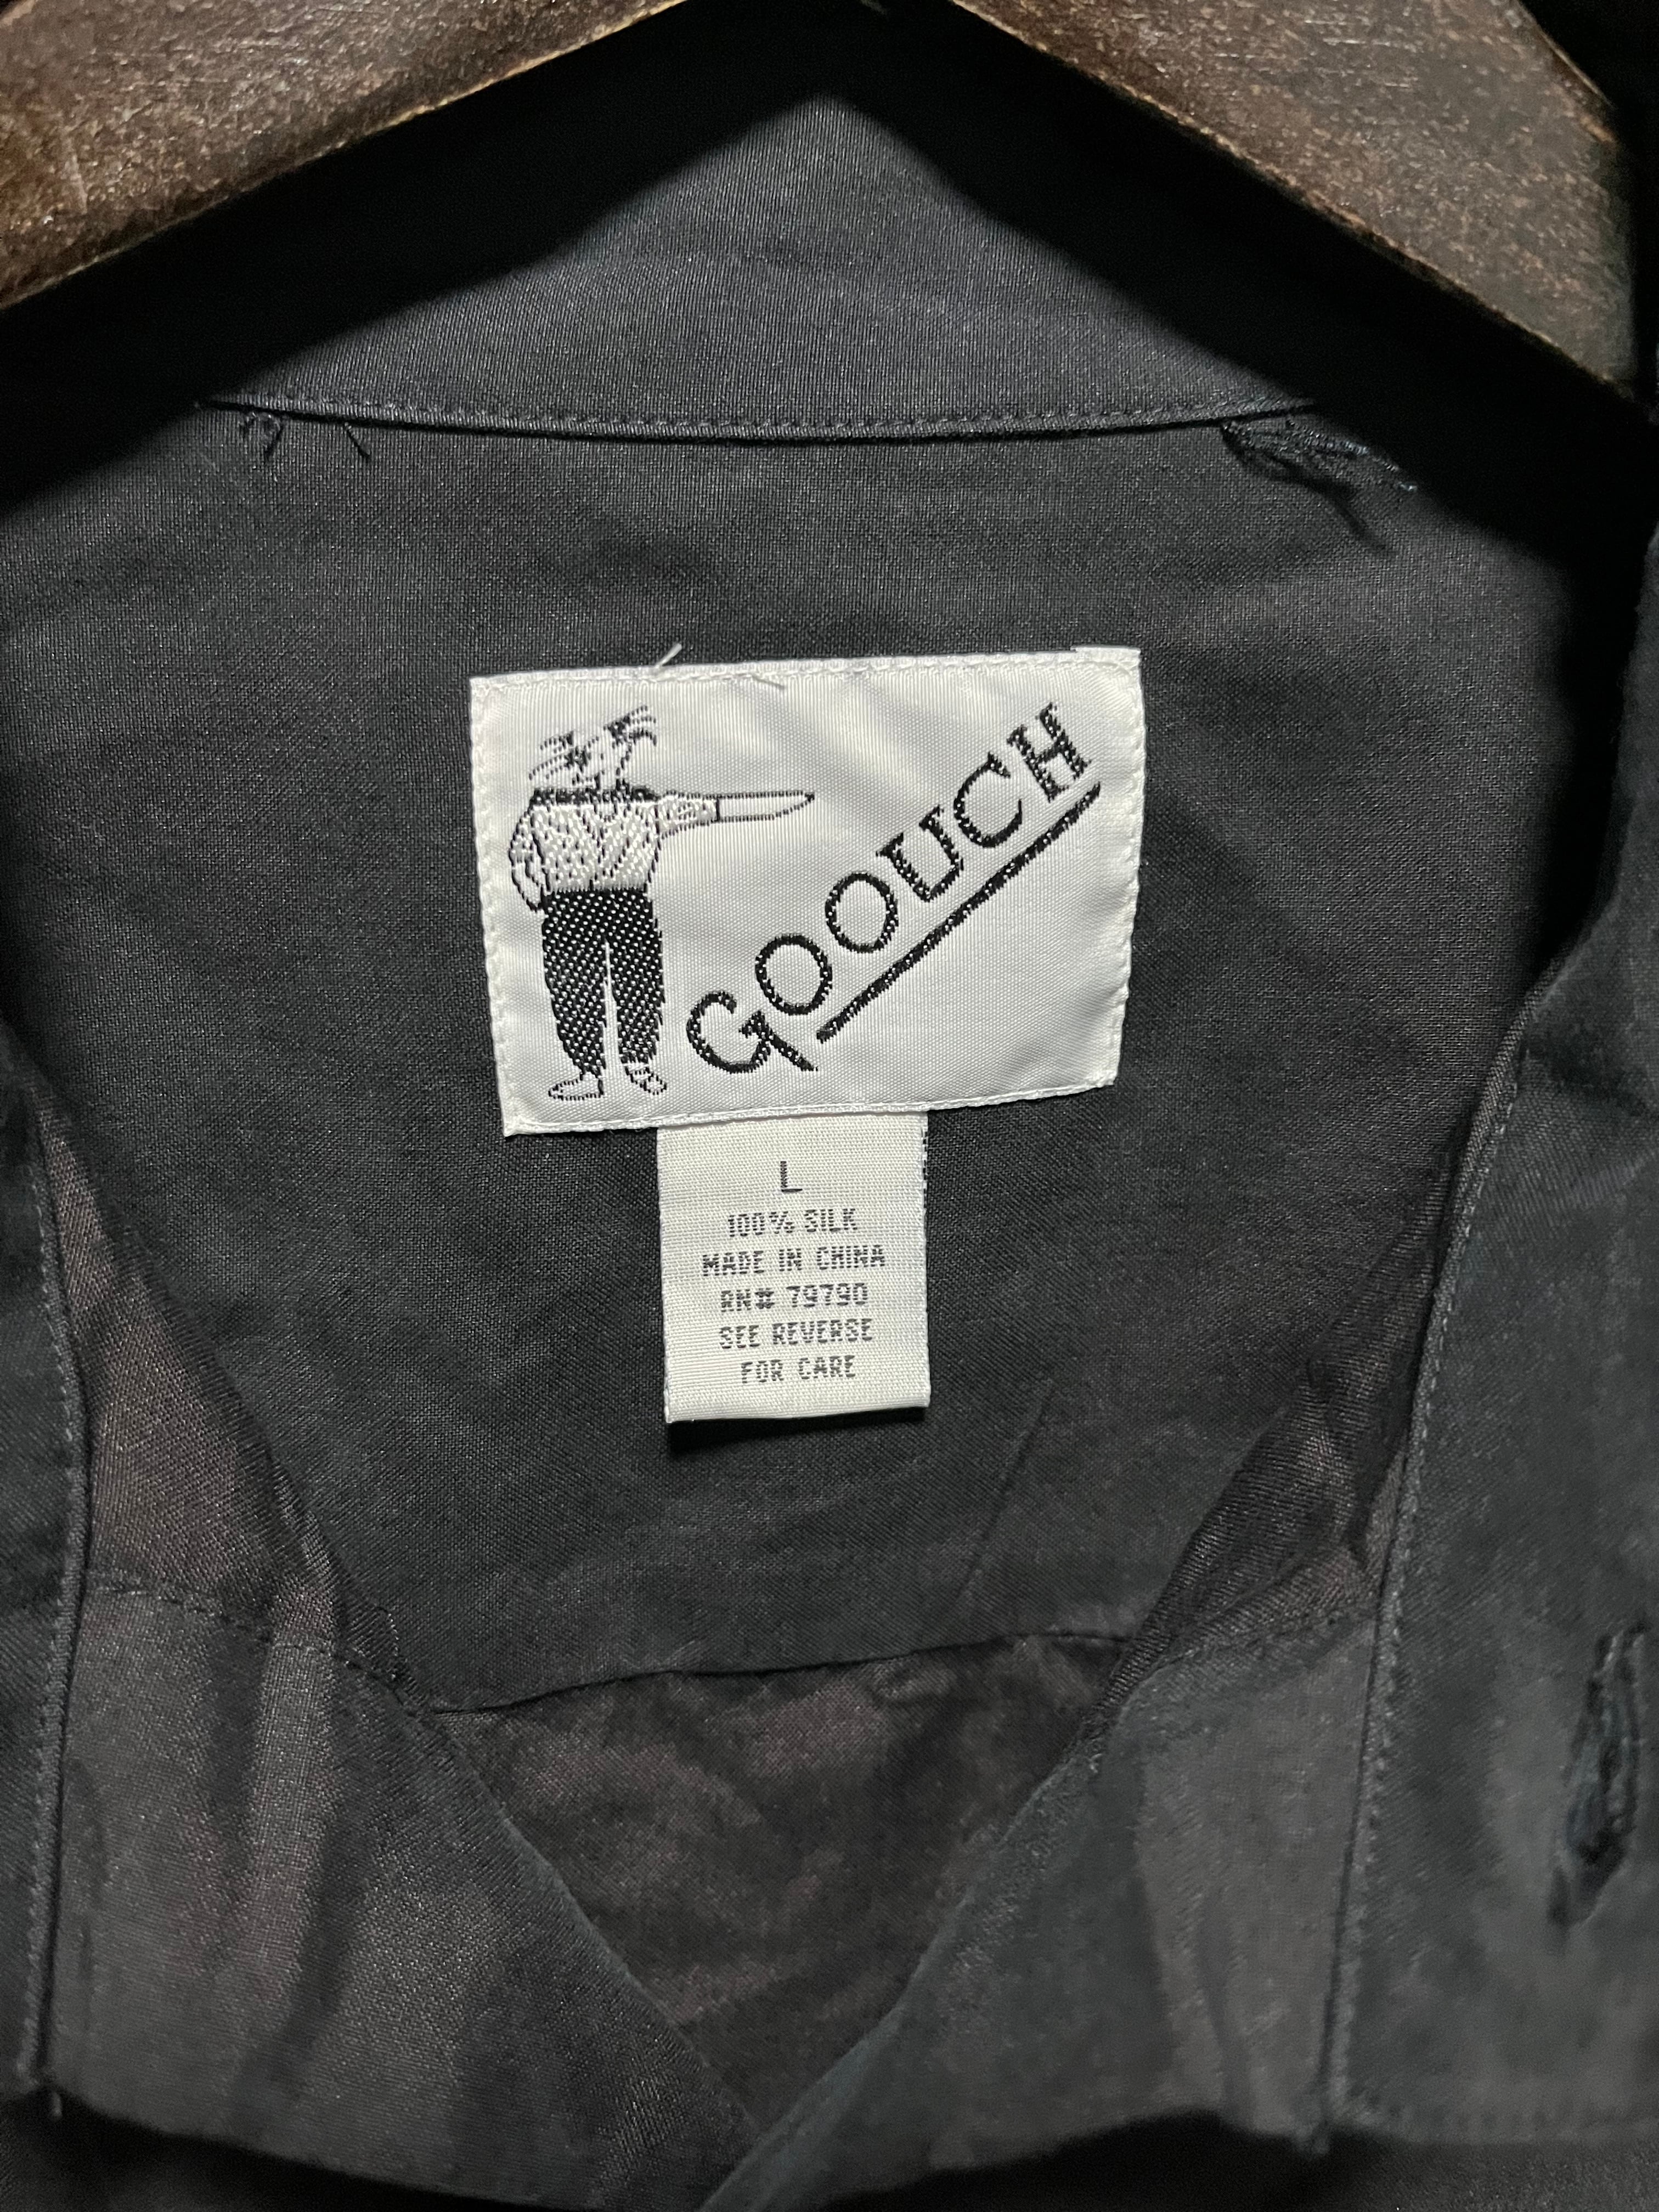 GOOUCH
L
100% SILK
MADE IN CHINA
RN# 79790
SEE REVERSE
FOR CARE